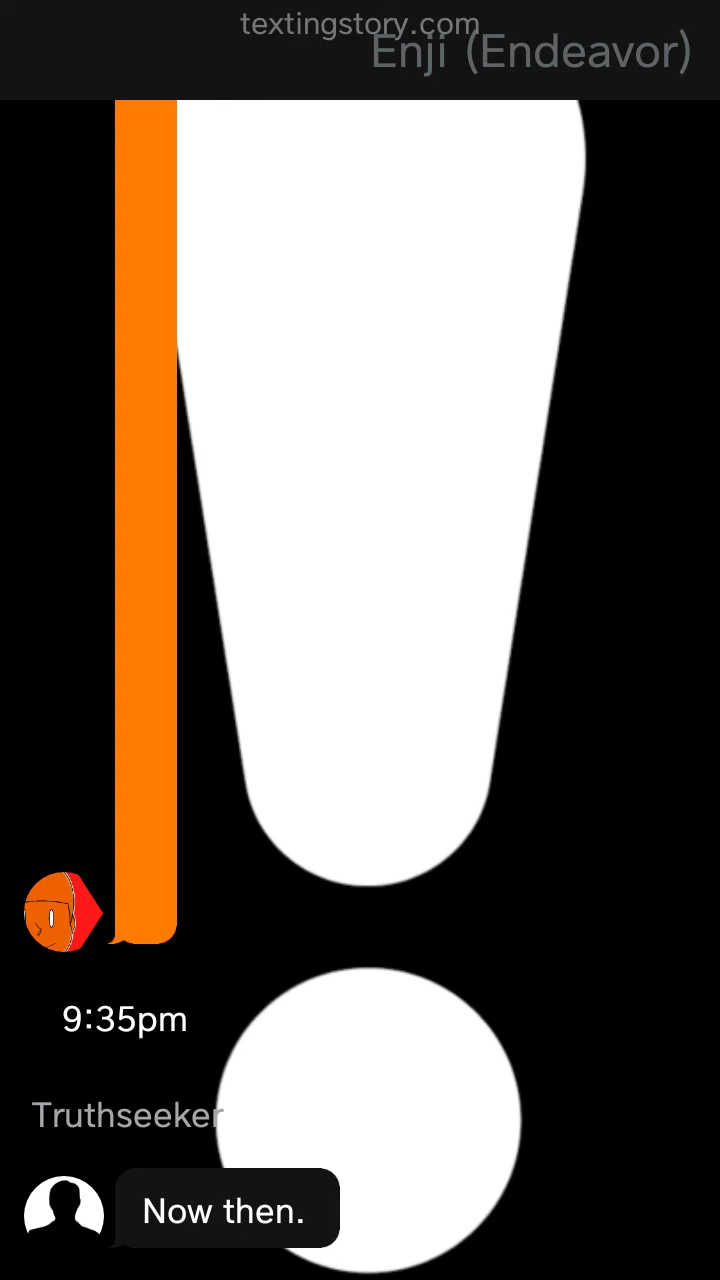 textingstory.com
Enji (Endeavor)
9:35pm
Truthseeker
Now then.